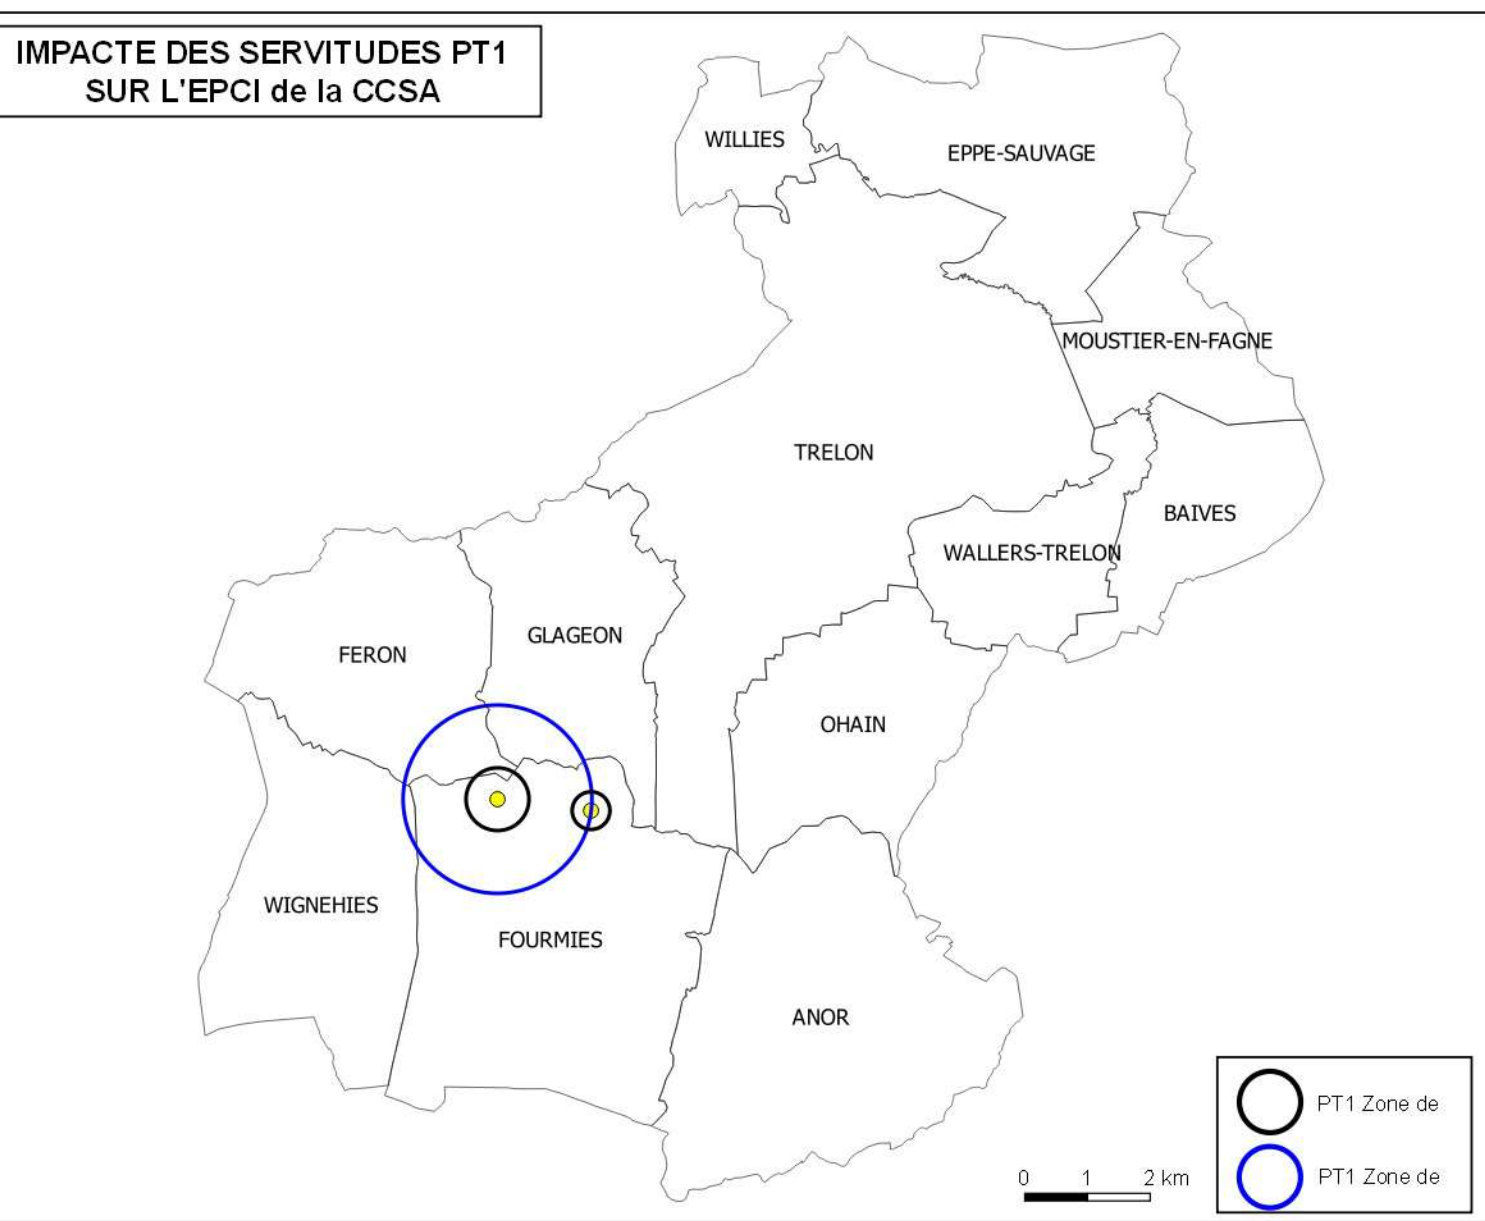 IMPACTE DES SERVITUDES PT1
SUR L'EPCI de la CCSA
WILLIES
EPPE-SAUVAGE
MOUSTIER-EN-FAGNE
TRELON
BAIVES
WALLERS-TRELON
GLAGEON
FERON
OHAIN
WIGNEHIES
FOURMIES
ANOR
0 1 2 km
PT1 Zone de
PT1 Zone de